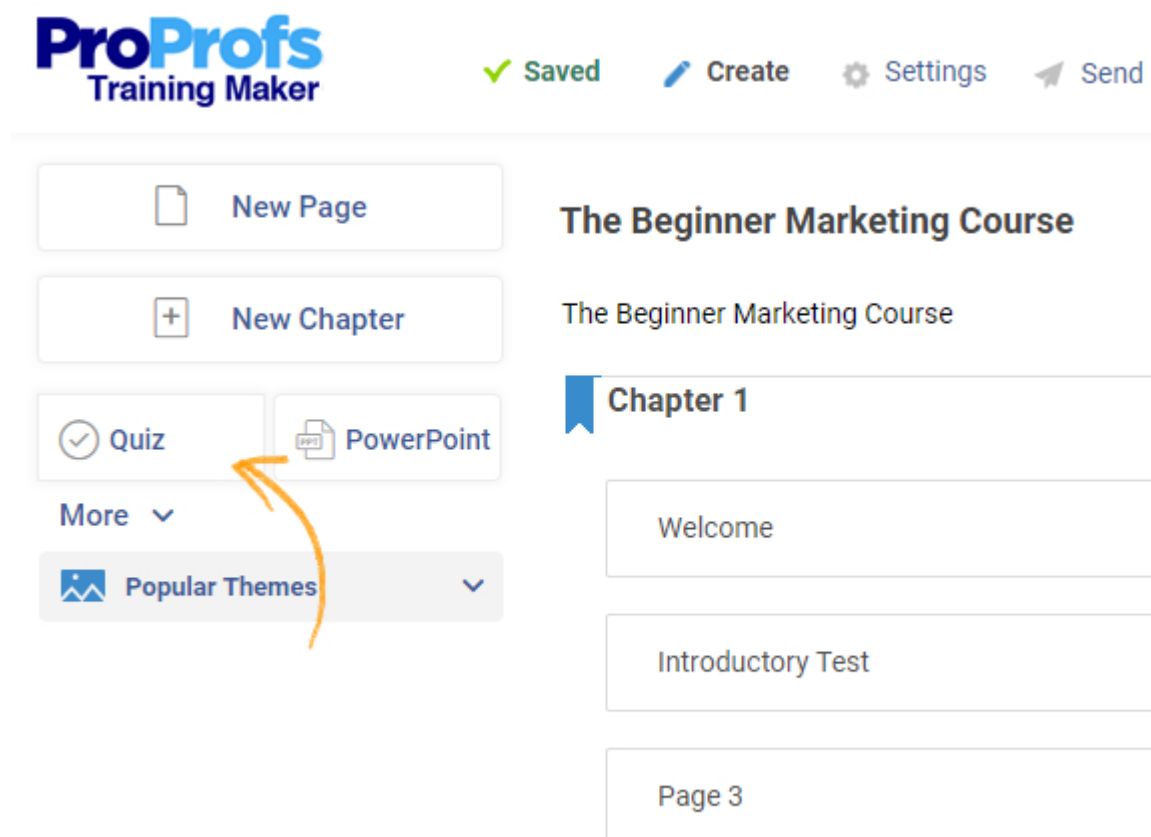 ProProfs
Training Maker
Saved
Create
Settings
Send
New Page
New Chapter
Quiz
PPT
PowerPoint
More
Popular Themes
The Beginner Marketing Course
The Beginner Marketing Course
Chapter 1
Welcome
Introductory Test
Page 3